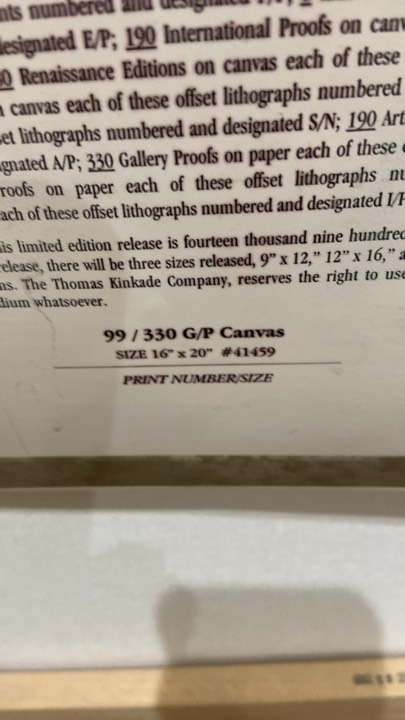 nts numbered and
designated E/P; 190 International Proofs on canv
0 Renaissance Editions on canvas each of these
canvas each of these offset lithographs numbered
et lithographs numbered and designated S/N; 190 Art
gnated A/P; 330 Gallery Proofs on paper each of these
roofs on paper each of these offset lithographs nu
ach of these offset lithographs numbered and designated I/P
is limited edition release is fourteen thousand nine hundred
release, there will be three sizes released, 9" x 12," 12" x 16," a
ns. The Thomas Kinkade Company, reserves the right to use
dium whatsoever.
99 / 330 G/P Canvas
SIZE 16" x 20" #41459
PRINT NUMBER/SIZE